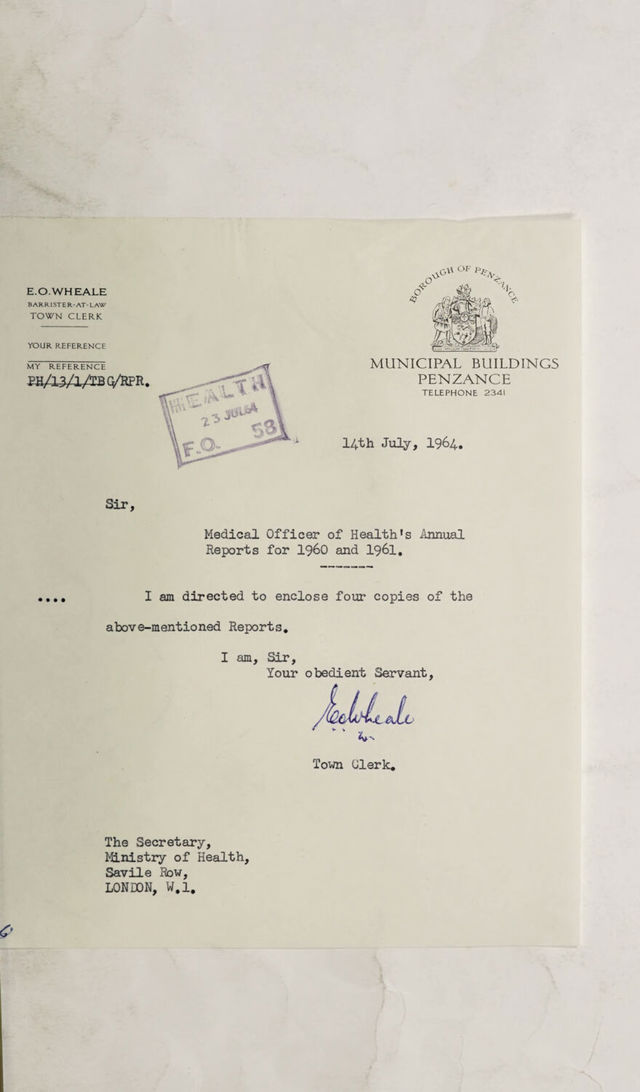 BOROUGH OF PENZANCE
E.O.WHEALE
BARRISTER-AT-LAW
TOWN CLERK
YOUR REFERENCE
MY REFERENCE
PH/13/1/TBG/RPR.
MUNICIPAL BUILDINGS
PENZANCE
TELEPHONE 2341
HEALTH
23 JUL64
F.O. 58
14th July, 1964.
Sir,
Medical Officer of Health's Annual
Reports for 1960 and 1961.
-------
.... I am directed to enclose four copies of the
above-mentioned Reports.
I am, Sir,
Your obedient Servant,
EOWheale
Town Clerk.
The Secretary,
Ministry of Health,
Savile Row,
LONDON, W.1.